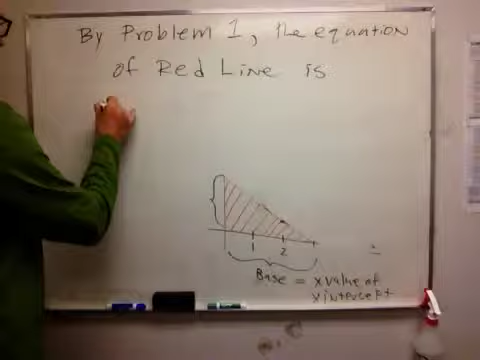 By Problem 1, the equation
of Red Line is
1 2
Base = x value of
x intercept